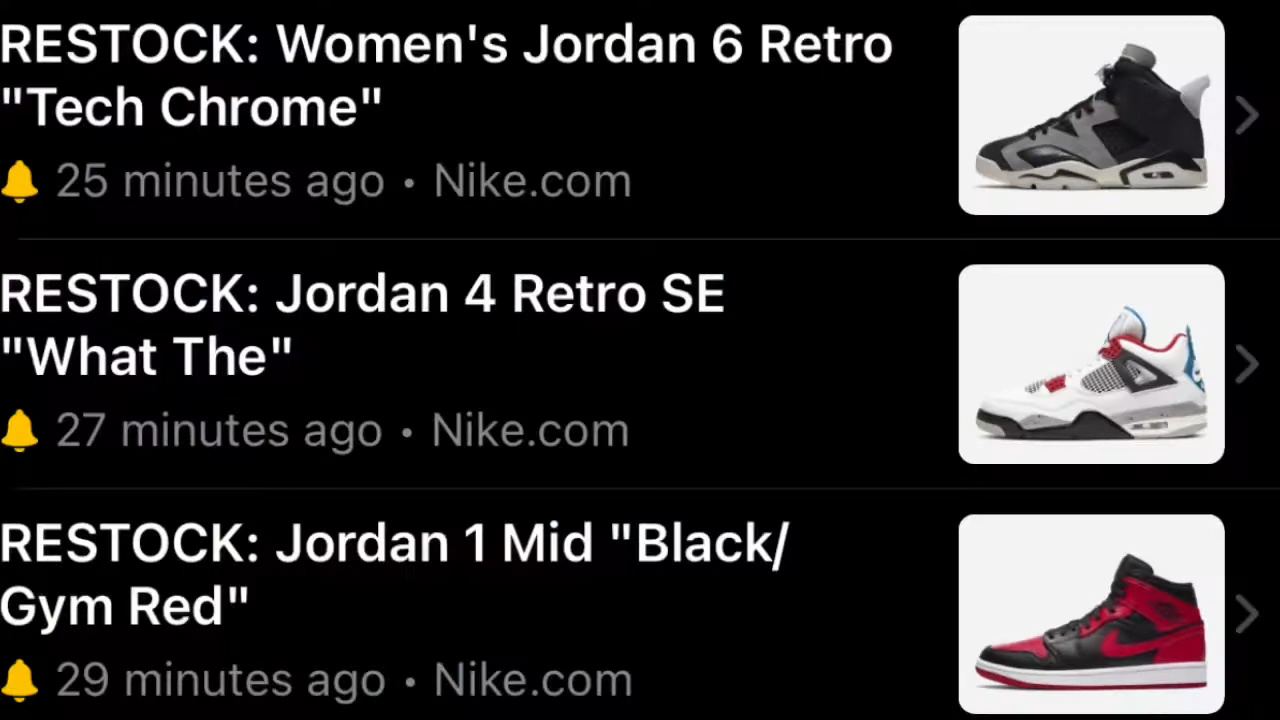 RESTOCK: Women's Jordan 6 Retro
"Tech Chrome"
25 minutes ago • Nike.com
RESTOCK: Jordan 4 Retro SE
"What The"
27 minutes ago • Nike.com
RESTOCK: Jordan 1 Mid "Black/
Gym Red"
29 minutes ago • Nike.com